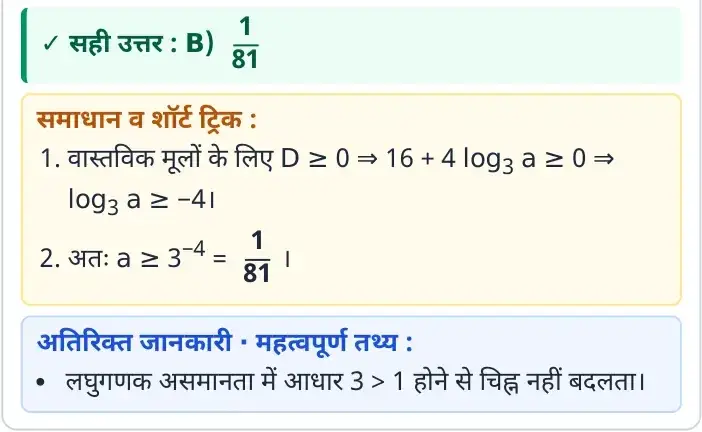 ✓ सही उत्तर : B) 1/81
समाधान व शॉर्ट ट्रिक :
1. वास्तविक मूलों के लिए D ≥ 0 ⇒ 16 + 4 log₃ a ≥ 0 ⇒
log₃ a ≥ −4।
2. अतः a ≥ 3⁻⁴ = 1/81 ।
अतिरिक्त जानकारी · महत्वपूर्ण तथ्य :
• लघुगणक असमानता में आधार 3 > 1 होने से चिह्न नहीं बदलता।